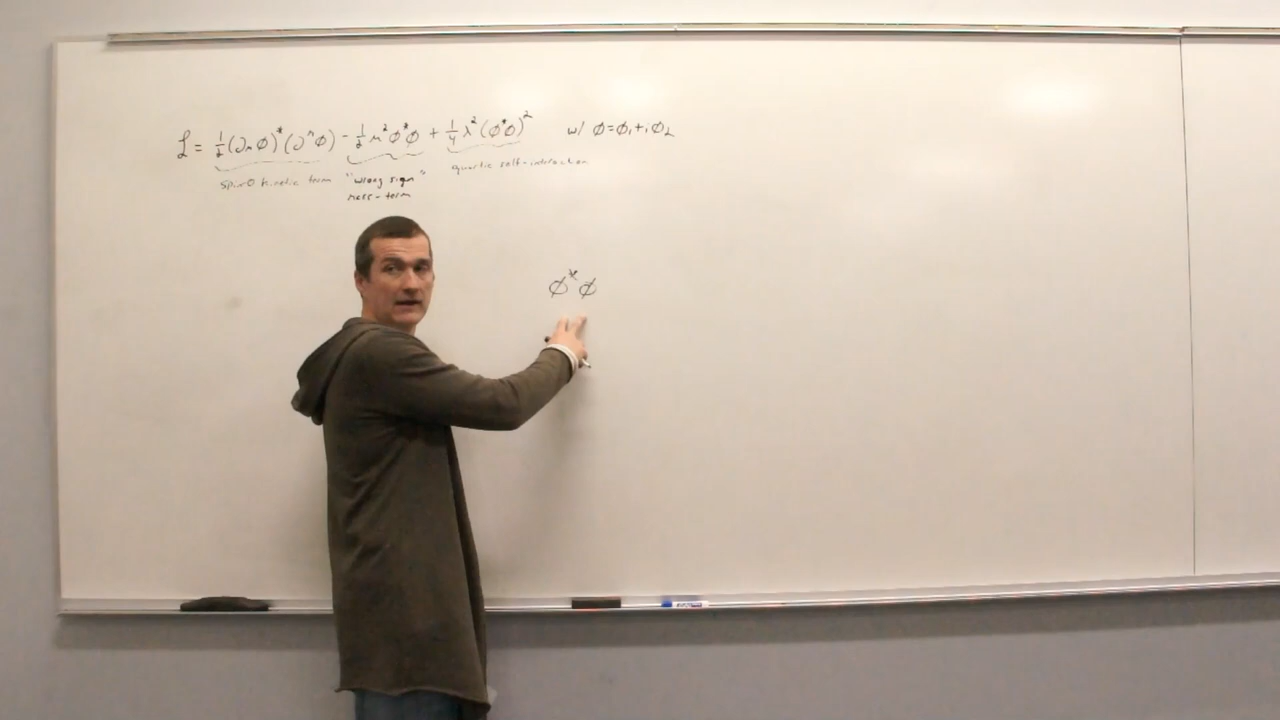 ℒ = ½(∂μφ)*(∂^μφ) - ½μ²φ*φ + ¼λ²(φ*φ)² w/ φ=φ₁+iφ₂
spin 0 kinetic term "wrong sign" quartic self-interaction
mass-term
φ*φ